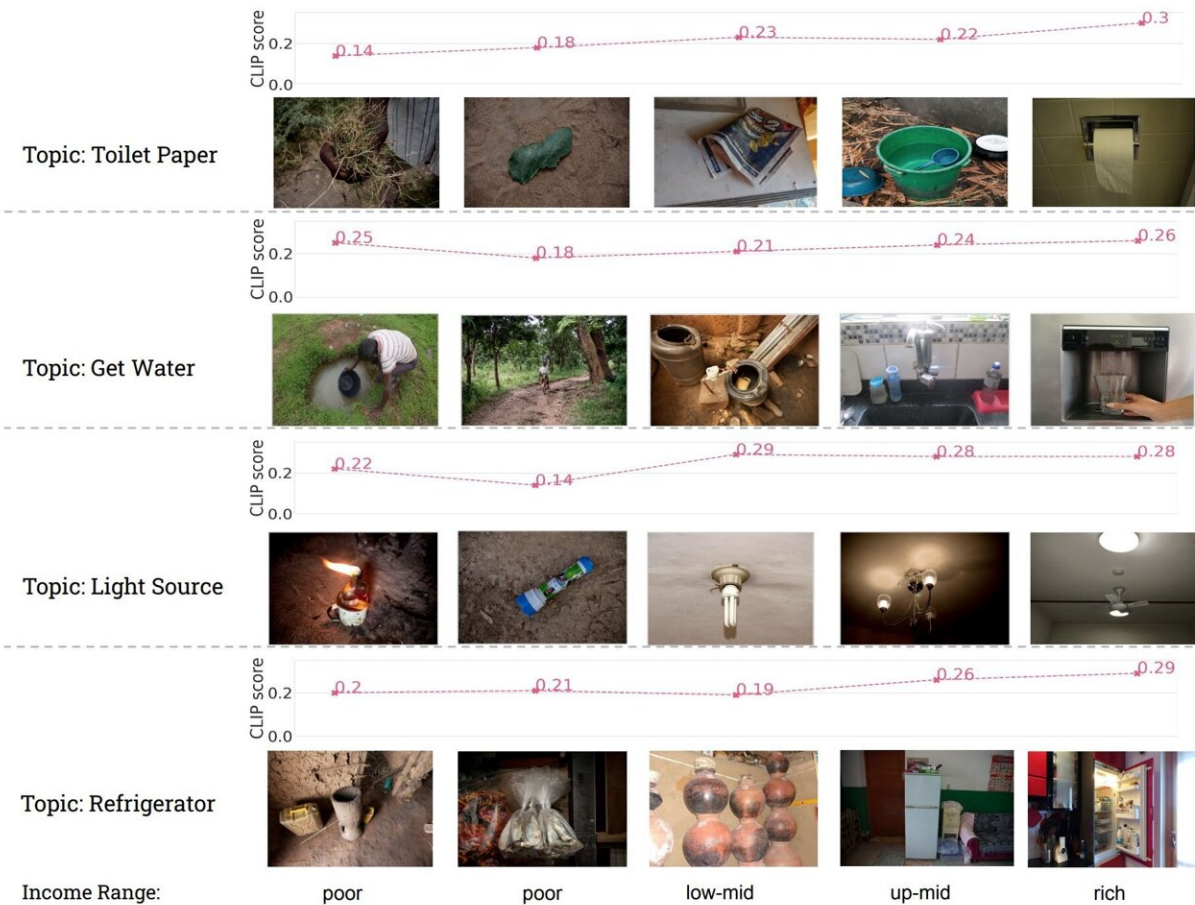 CLIP score
0.2
0.0
0.14 0.18 0.23 0.22 0.3
Topic: Toilet Paper
CLIP score
0.2
0.0
0.25 0.18 0.21 0.24 0.26
Topic: Get Water
CLIP score
0.2
0.0
0.22 0.14 0.29 0.28 0.28
Topic: Light Source
CLIP score
0.2
0.0
0.2 0.21 0.19 0.26 0.29
Topic: Refrigerator
Income Range: poor poor low-mid up-mid rich